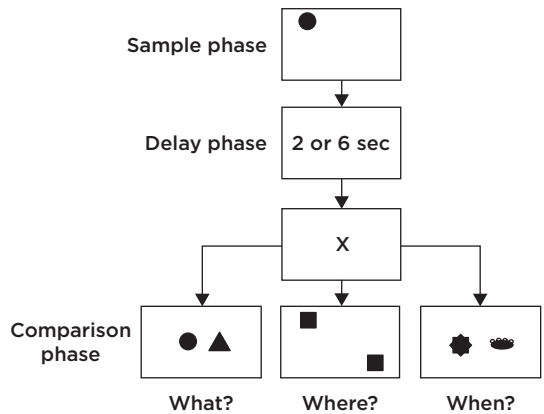 Sample phase
Delay phase
2 or 6 sec
X
Comparison
phase
What?
Where?
When?